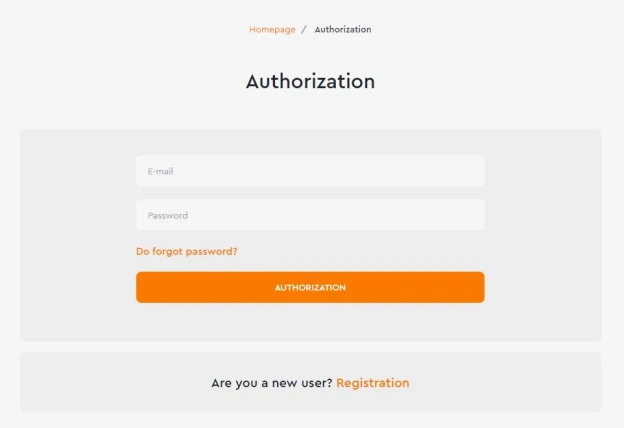 Homepage / Authorization
Authorization
E-mail
Password
Do forgot password?
AUTHORIZATION
Are you a new user? Registration